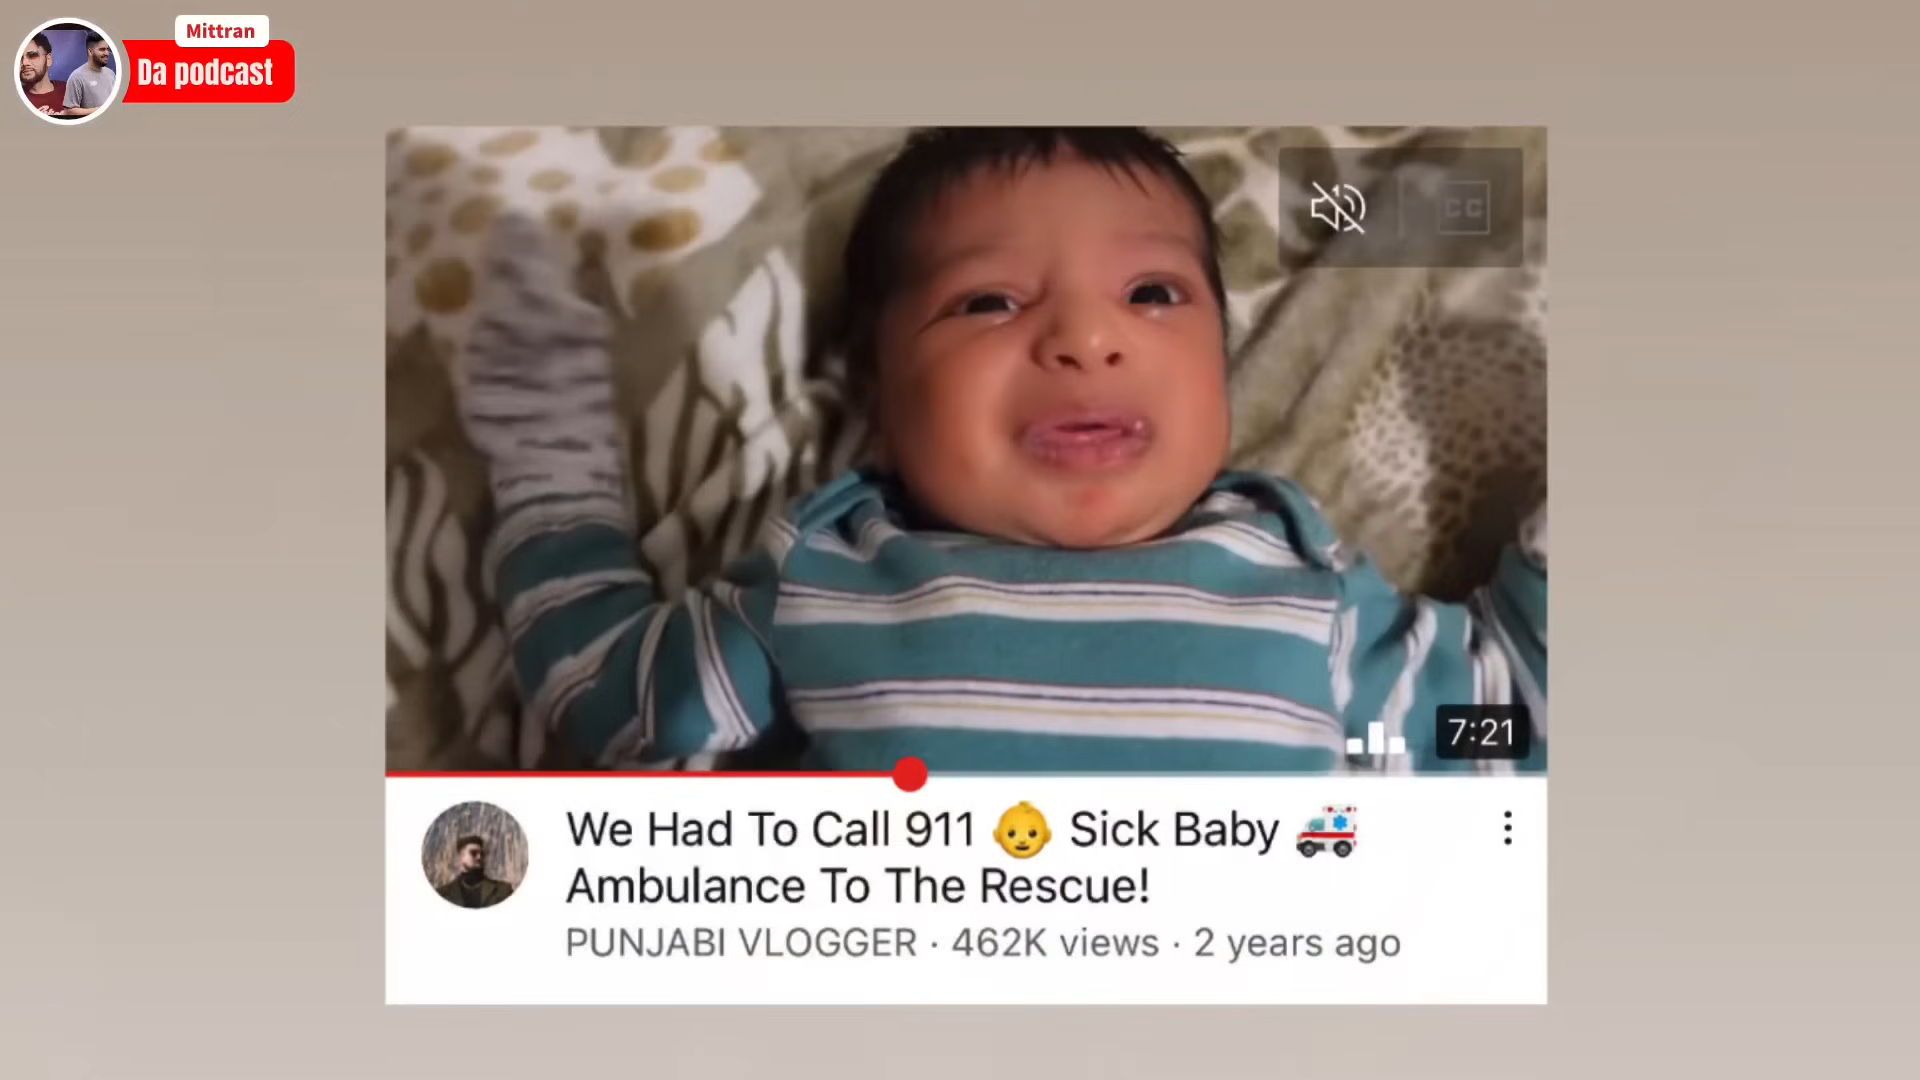 Mittran
Da podcast
CC
7:21
We Had To Call 911 👶 Sick Baby 🚑
Ambulance To The Rescue!
PUNJABI VLOGGER · 462K views · 2 years ago